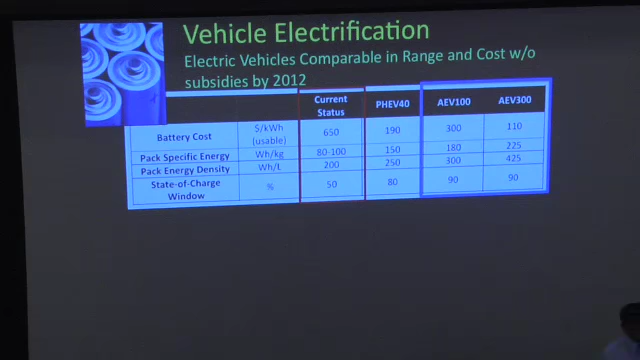 Vehicle Electrification
Electric Vehicles Comparable in Range and Cost w/o
subsidies by 2012
Current Status PHEV40 AEV100 AEV300
Battery Cost $/kWh (usable) 650 190 300 110
Pack Specific Energy Wh/kg 80-100 150 180 225
Pack Energy Density Wh/L 200 250 300 425
State-of-Charge Window % 50 80 90 90